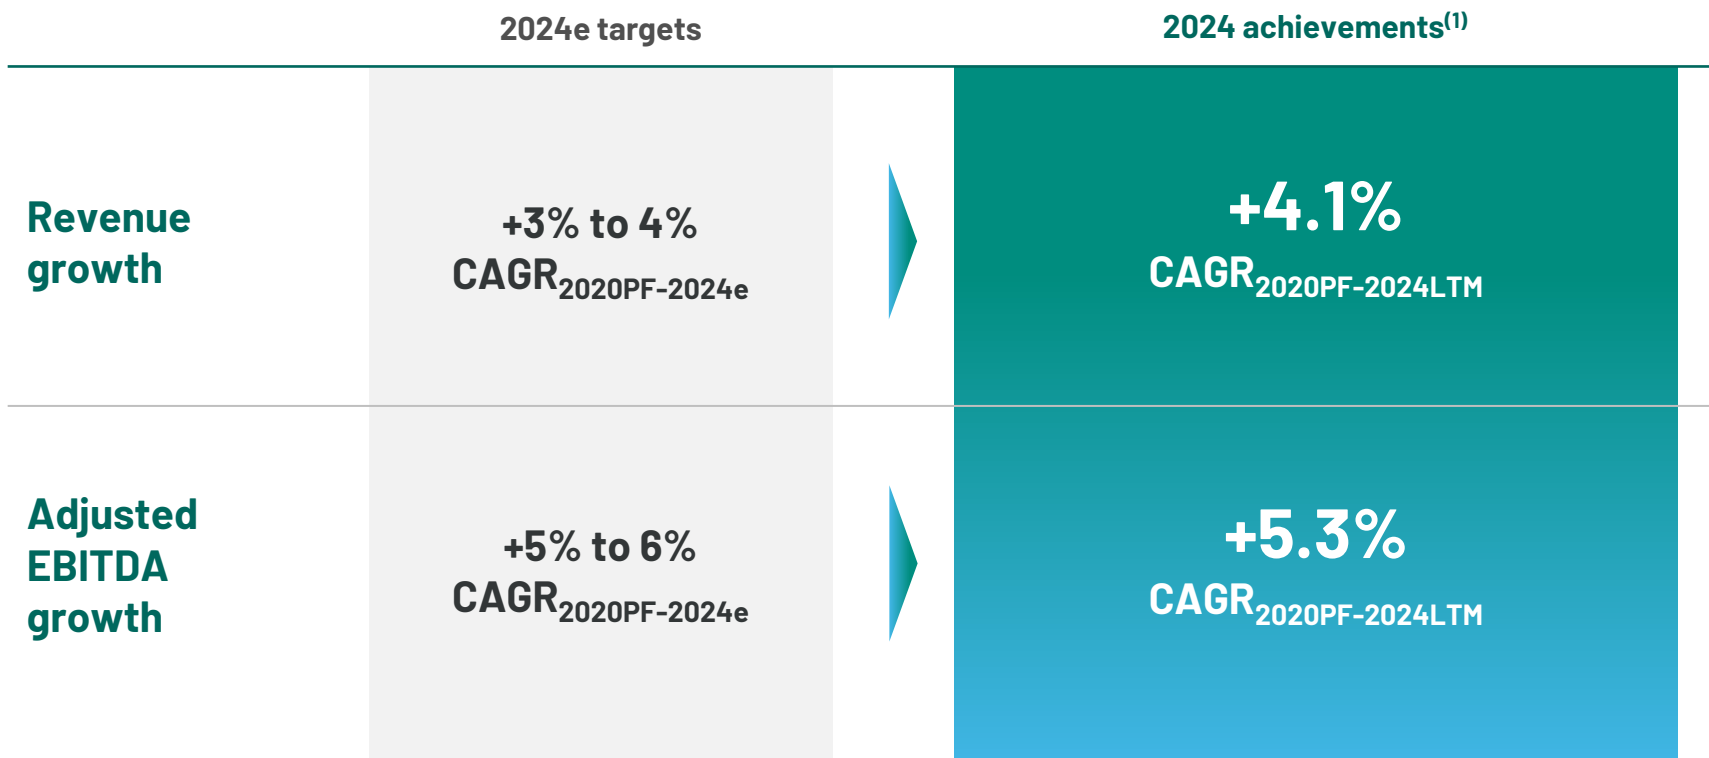 2024e targets
2024 achievements(1)
Revenue
growth
+3% to 4%
CAGR2020PF-2024e
+4.1%
CAGR2020PF-2024LTM
Adjusted
EBITDA
growth
+5% to 6%
CAGR2020PF-2024e
+5.3%
CAGR2020PF-2024LTM